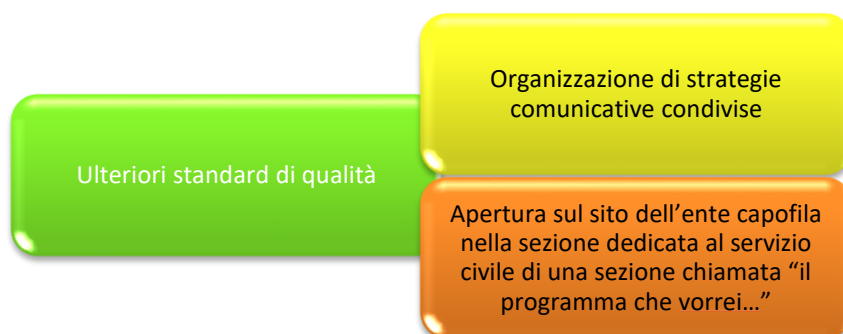 Ulteriori standard di qualità
Organizzazione di strategie
comunicative condivise
Apertura sul sito dell’ente capofila
nella sezione dedicata al servizio
civile di una sezione chiamata “il
programma che vorrei…”